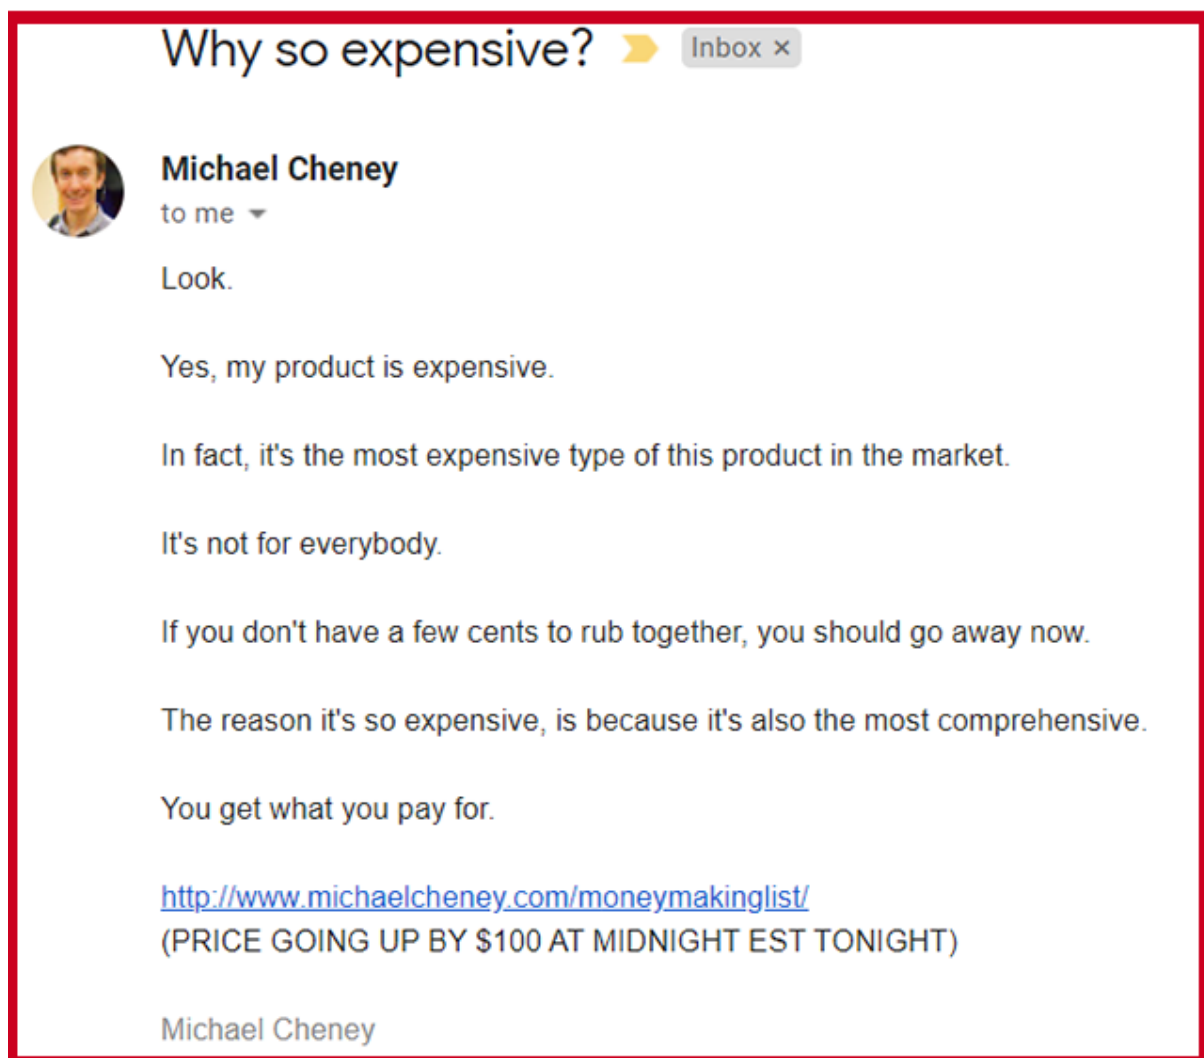 Why so expensive? Inbox ×
Michael Cheney
to me
Look.
Yes, my product is expensive.
In fact, it's the most expensive type of this product in the market.
It's not for everybody.
If you don't have a few cents to rub together, you should go away now.
The reason it's so expensive, is because it's also the most comprehensive.
You get what you pay for.
http://www.michaelcheney.com/moneymakinglist/
(PRICE GOING UP BY $100 AT MIDNIGHT EST TONIGHT)
Michael Cheney